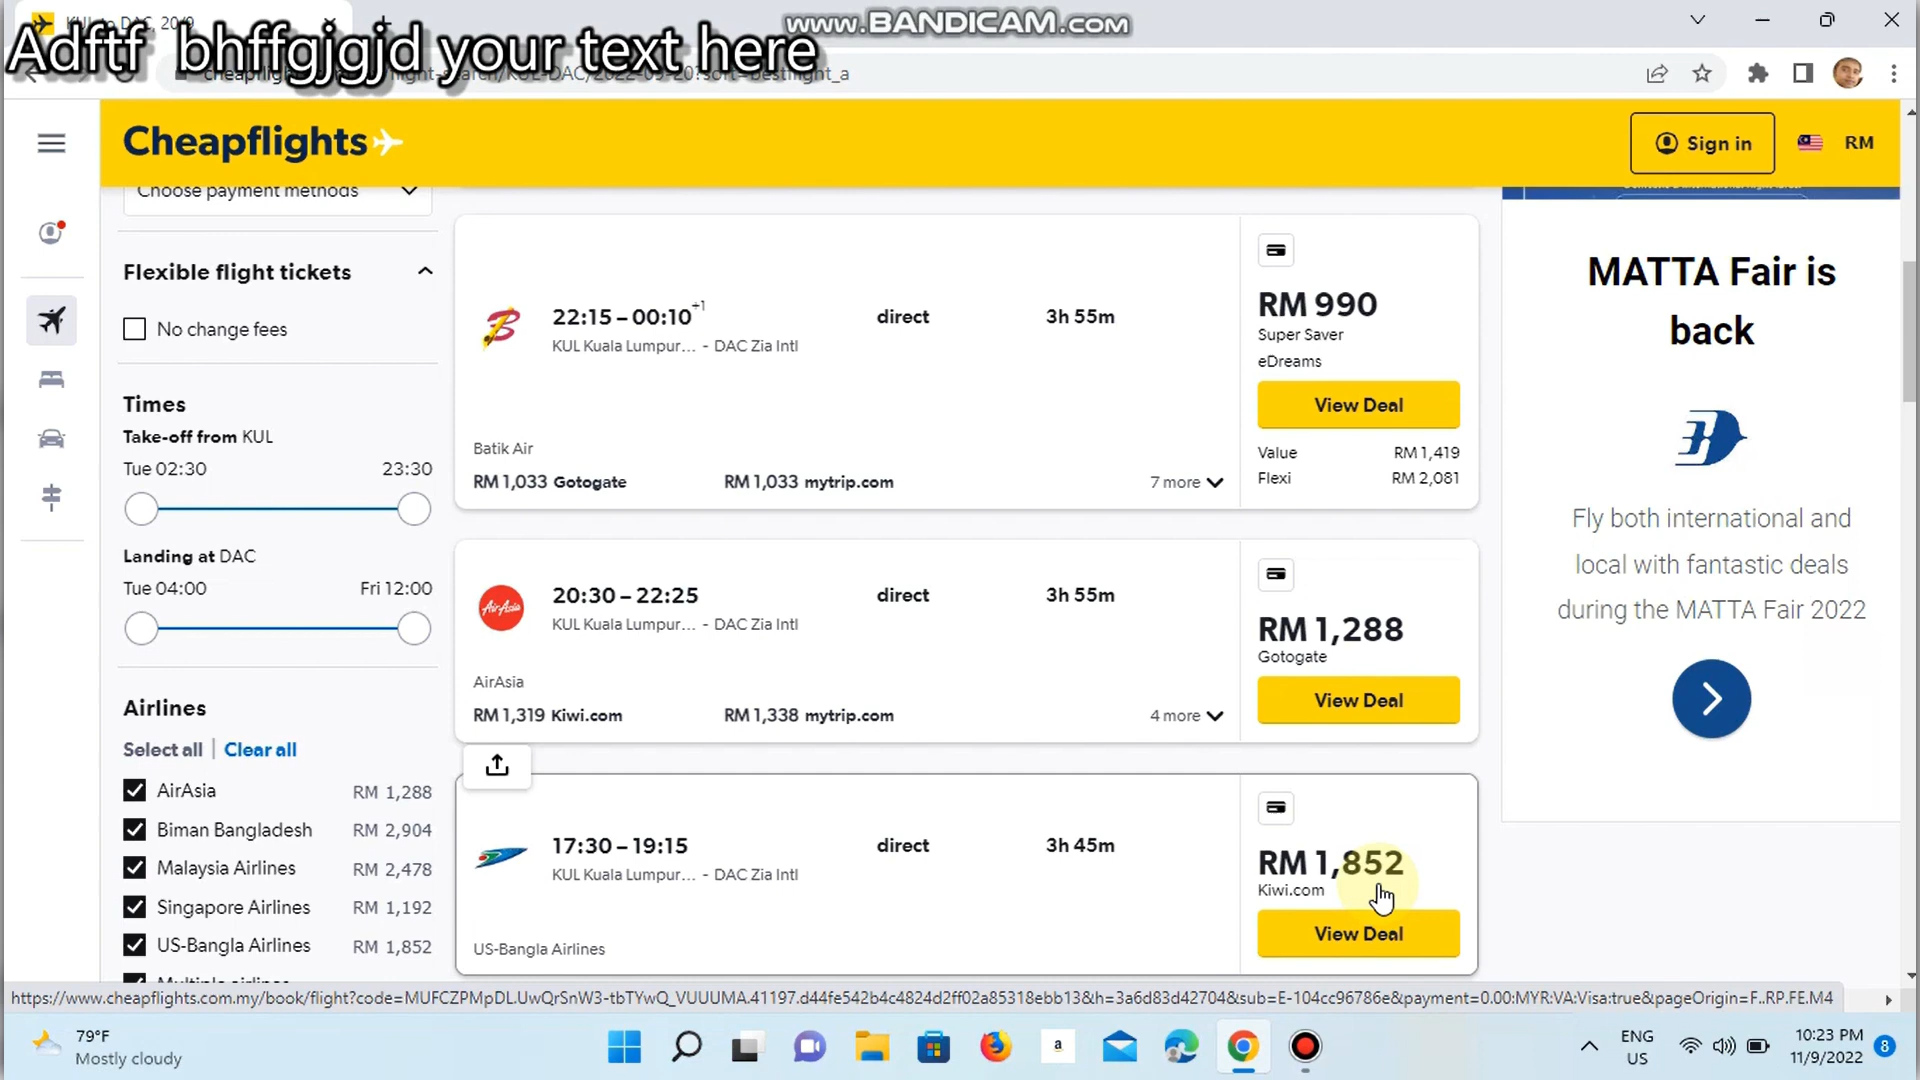 KUL to DAC, 20/9
www.BANDICAM.com
Adftf bhffgjgjd your text here
Cheapflights
Sign in
RM
Choose payment methods
Flexible flight tickets
No change fees
Times
Take-off from KUL
Tue 02:30 23:30
Landing at DAC
Tue 04:00 Fri 12:00
Airlines
Select all | Clear all
AirAsia RM 1,288
Biman Bangladesh RM 2,904
Malaysia Airlines RM 2,478
Singapore Airlines RM 1,192
US-Bangla Airlines RM 1,852
Multiple airlines
22:15 – 00:10 +1 direct 3h 55m
KUL Kuala Lumpur... - DAC Zia Intl
Batik Air
RM 1,033 Gotogate RM 1,033 mytrip.com 7 more
RM 990
Super Saver
eDreams
View Deal
Value RM 1,419
Flexi RM 2,081
20:30 – 22:25 direct 3h 55m
KUL Kuala Lumpur... - DAC Zia Intl
AirAsia
AirAsia
RM 1,319 Kiwi.com RM 1,338 mytrip.com 4 more
RM 1,288
Gotogate
View Deal
17:30 – 19:15 direct 3h 45m
KUL Kuala Lumpur... - DAC Zia Intl
US-Bangla Airlines
RM 1,852
Kiwi.com
View Deal
MATTA Fair is
back
Fly both international and
local with fantastic deals
during the MATTA Fair 2022
https://www.cheapflights.com.my/book/flight?code=MUFCZPMpDL.UwQrSnW3-tbTYwQ_VUUUMA.41197.d44fe542b4c4824d2ff02a85318ebb13&h=3a6d83d42704&sub=E-104cc96786e&payment=0.00:MYR:VA:Visa:true&pageOrigin=F..RP.FE.M4
79°F
Mostly cloudy
a
ENG
US
10:23 PM
11/9/2022
8